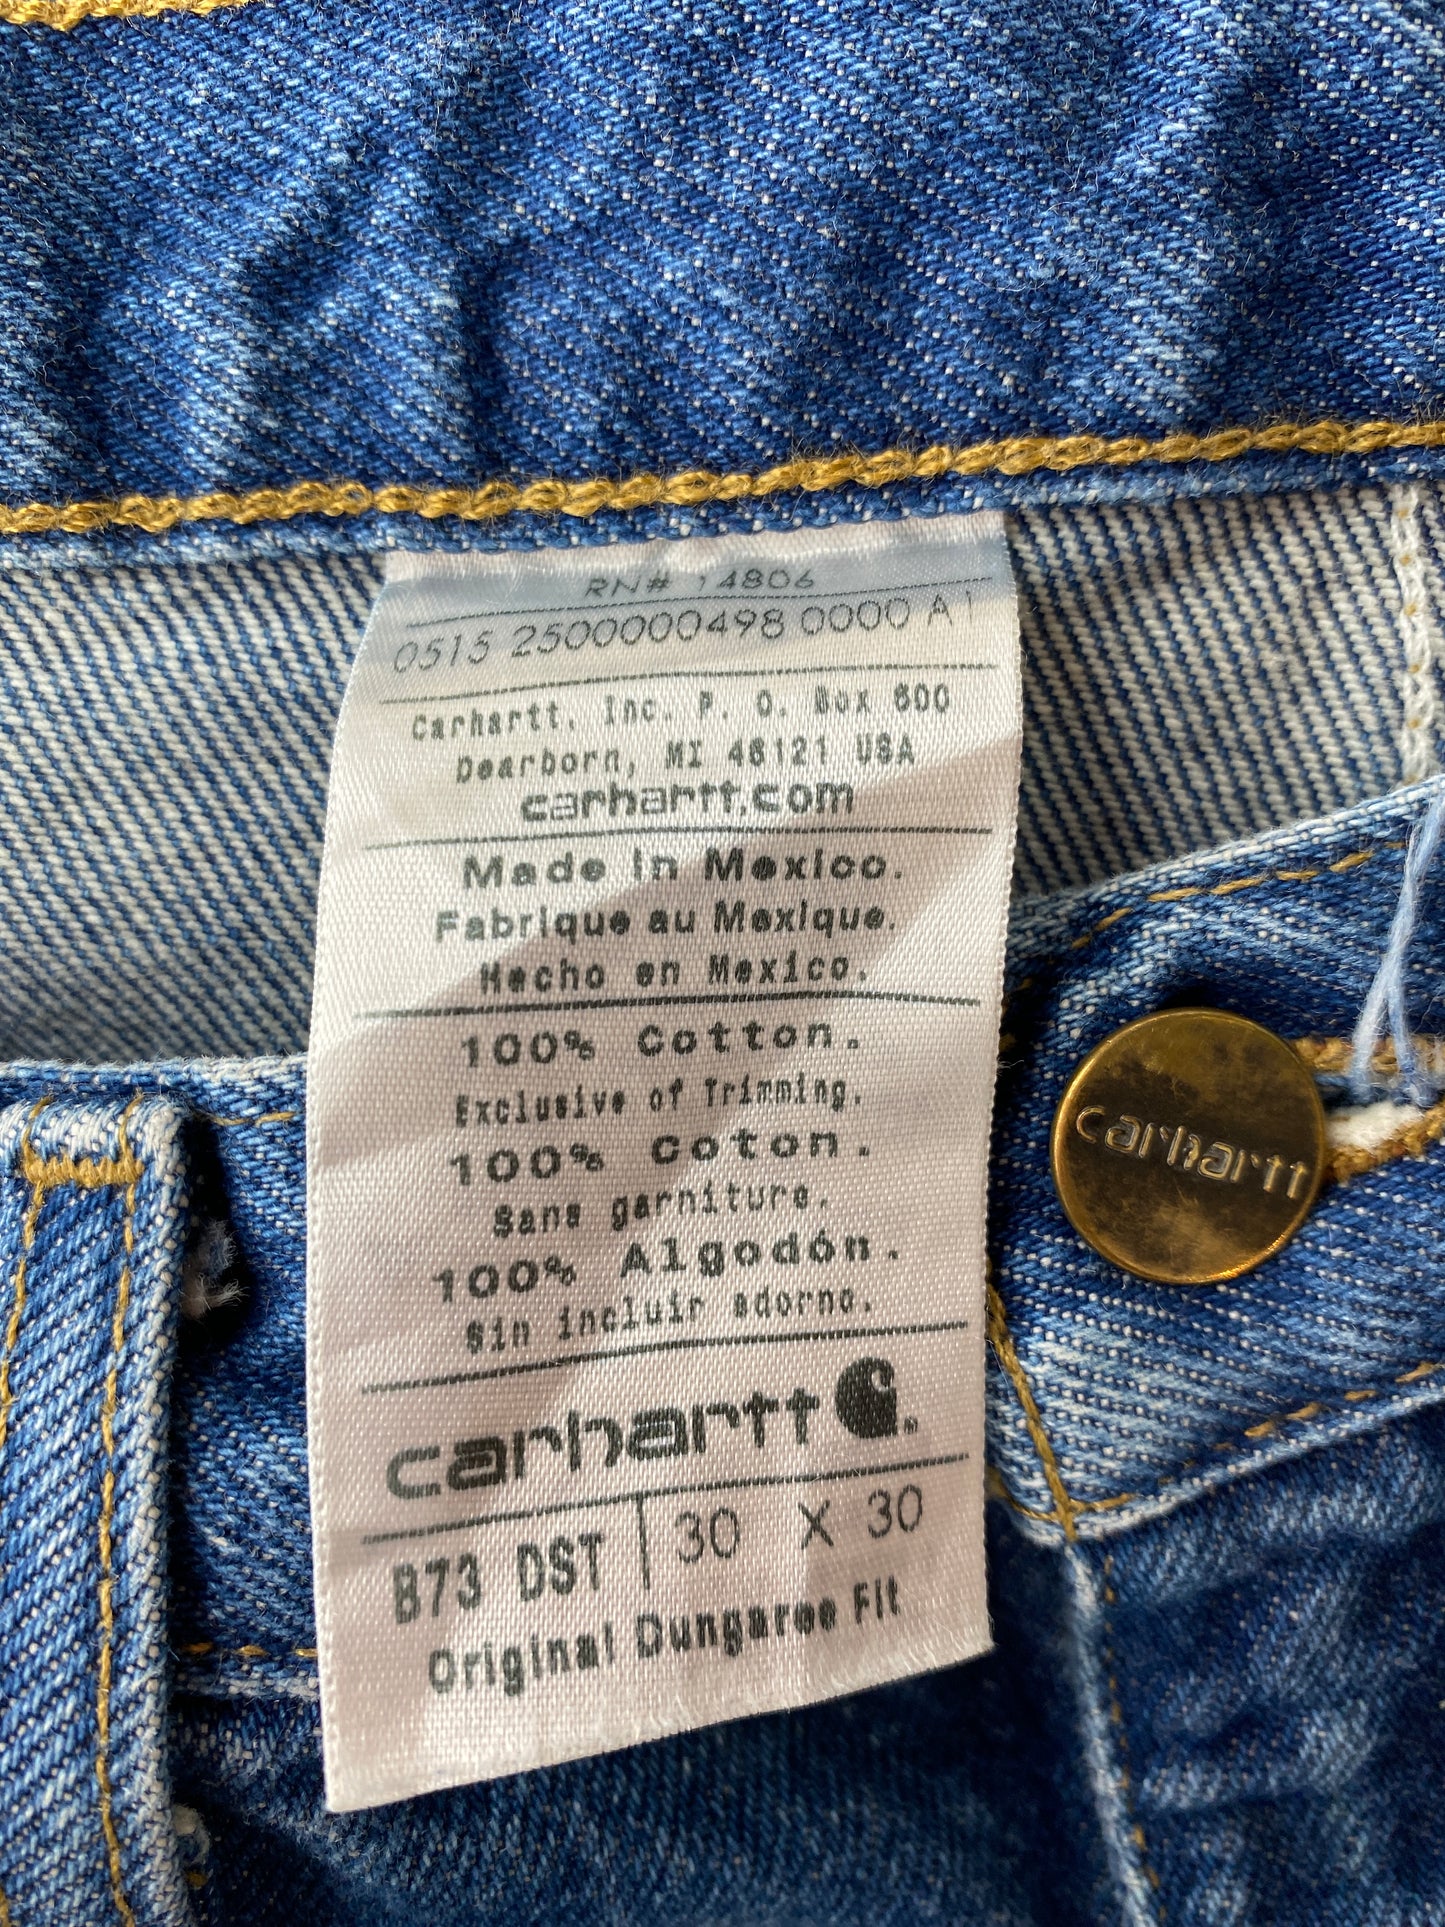 RN# 14806
0515 2500000498 0000 A1
Carhartt, Inc. P. O. Box 600
Dearborn, MI 48121 USA
carhartt.com
Made in Mexico.
Fabrique au Mexique.
Hecho en Mexico.
100% Cotton.
Exclusive of Trimming.
100% Coton.
Sans garniture.
100% Algodón.
Sin incluir adorno.
carhartt
B73 DST 30 X 30
Original Dungaree Fit
carhartt